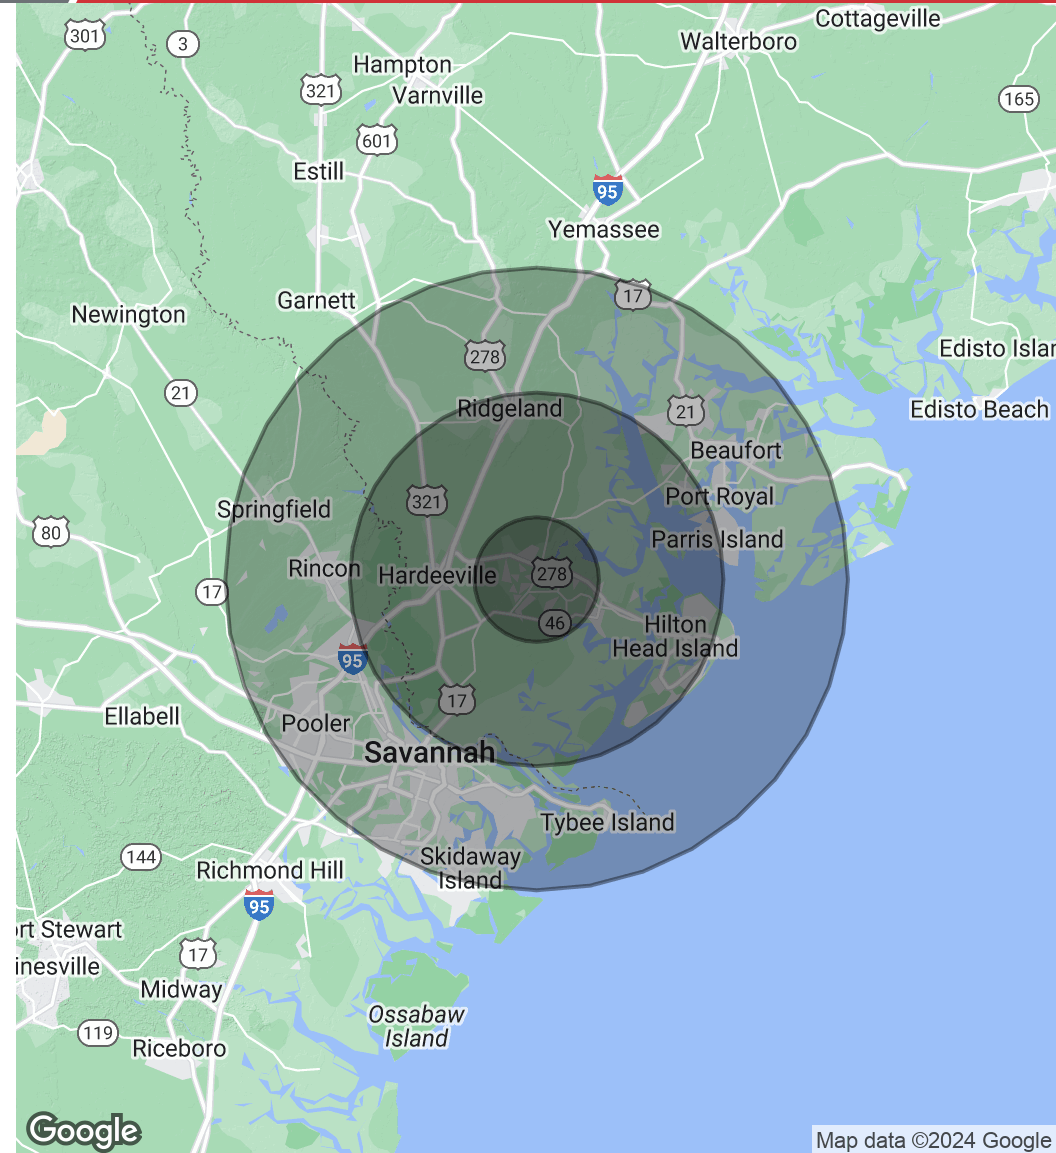 Cottageville
301
3
Walterboro
Hampton
321
Varnville
165
601
Estill
95
Yemassee
17
Garnett
Newington
278
Edisto Islar
21
Ridgeland
21
Edisto Beach
Beaufort
Port Royal
321
Springfield
80
Parris Island
Rincon
Hardeeville
278
17
46
Hilton
Head Island
95
17
Ellabell
Pooler
Savannah
Tybee Island
144
Skidaway
Island
Richmond Hill
95
ort Stewart
17
inesville
Midway
Ossabaw
Island
119
Riceboro
Google
Map data ©2024 Google